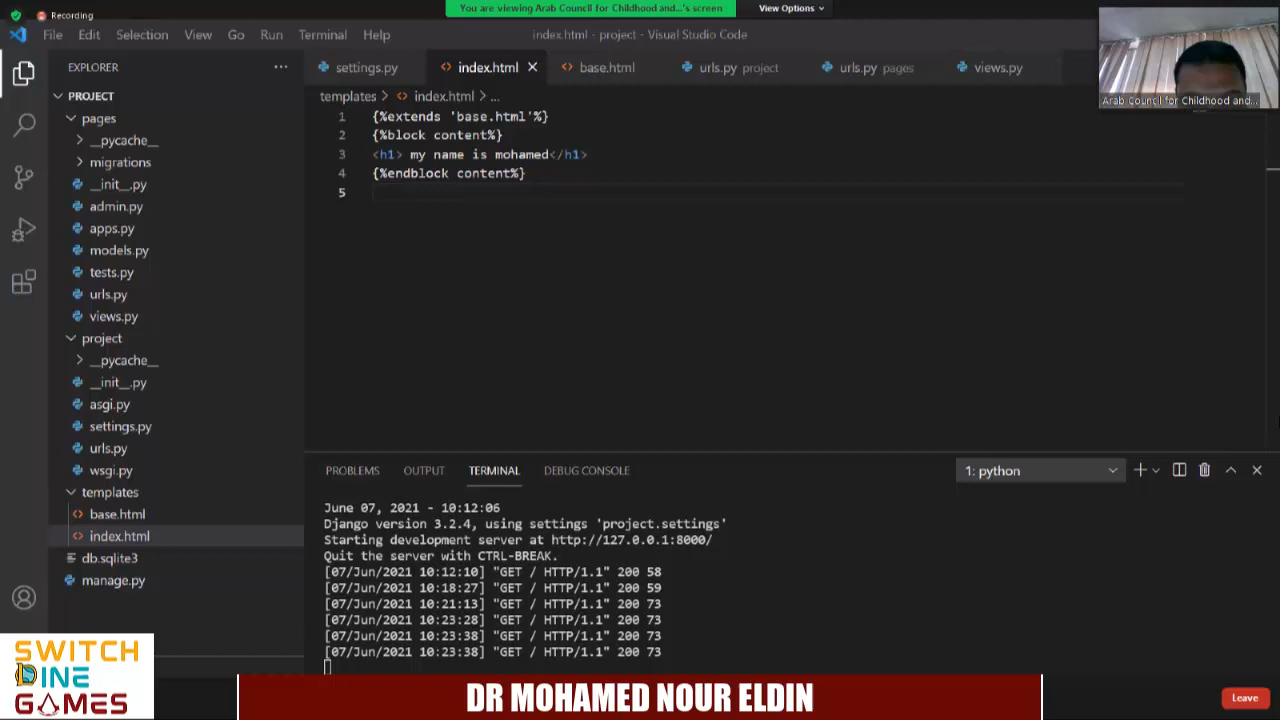 Recording
You are viewing Arab Council for Childhood and...'s screen
View Options
File Edit Selection View Go Run Terminal Help
index.html - project - Visual Studio Code
EXPLORER
settings.py
index.html
base.html
urls.py project
urls.py pages
views.py
Arab Council for Childhood and...
PROJECT
pages
__pycache__
migrations
__init__.py
admin.py
apps.py
models.py
tests.py
urls.py
views.py
project
__pycache__
__init__.py
asgi.py
settings.py
urls.py
wsgi.py
templates
base.html
index.html
db.sqlite3
manage.py
templates > index.html > ...
1 {%extends 'base.html'%}
2 {%block content%}
3 <h1> my name is mohamed</h1>
4 {%endblock content%}
5
PROBLEMS OUTPUT TERMINAL DEBUG CONSOLE
1: python
June 07, 2021 - 10:12:06
Django version 3.2.4, using settings 'project.settings'
Starting development server at http://127.0.0.1:8000/
Quit the server with CTRL-BREAK.
[07/Jun/2021 10:12:10] "GET / HTTP/1.1" 200 58
[07/Jun/2021 10:18:27] "GET / HTTP/1.1" 200 59
[07/Jun/2021 10:21:13] "GET / HTTP/1.1" 200 73
[07/Jun/2021 10:23:28] "GET / HTTP/1.1" 200 73
[07/Jun/2021 10:23:38] "GET / HTTP/1.1" 200 73
[07/Jun/2021 10:23:38] "GET / HTTP/1.1" 200 73
SWITCH
DINE
GAMES
DR MOHAMED NOUR ELDIN
Leave